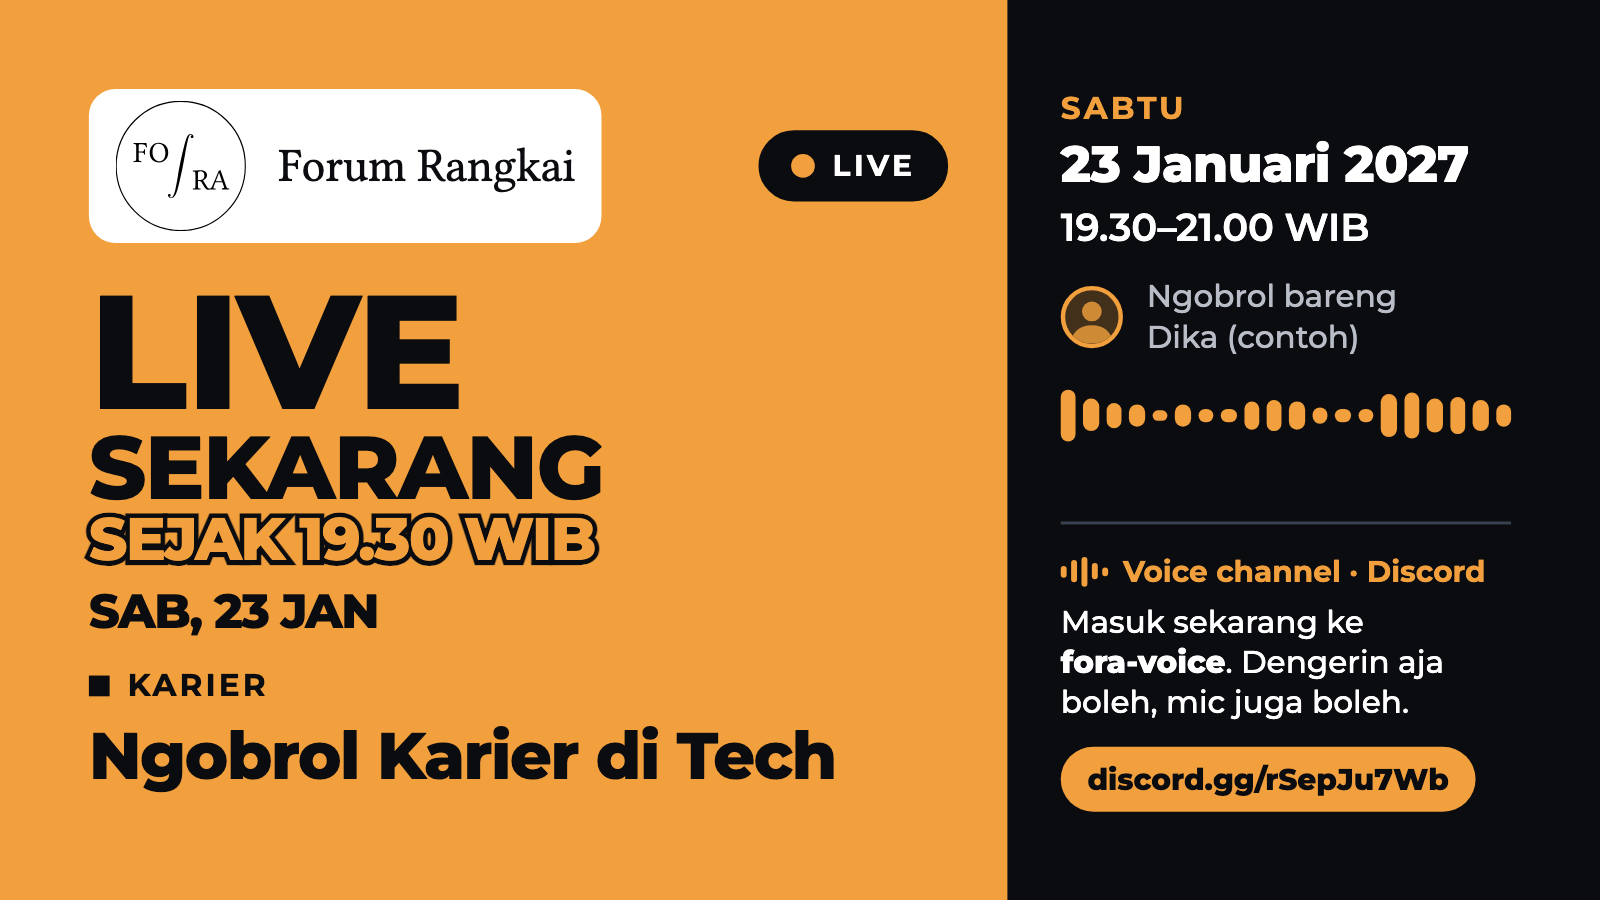 FO
RA
Forum Rangkai
LIVE
LIVE
SEKARANG
SEJAK 19.30 WIB
SAB, 23 JAN
KARIER
Ngobrol Karier di Tech
SABTU
23 Januari 2027
19.30–21.00 WIB
Ngobrol bareng
Dika (contoh)
Voice channel · Discord
Masuk sekarang ke
fora-voice. Dengerin aja
boleh, mic juga boleh.
discord.gg/rSepJu7Wb